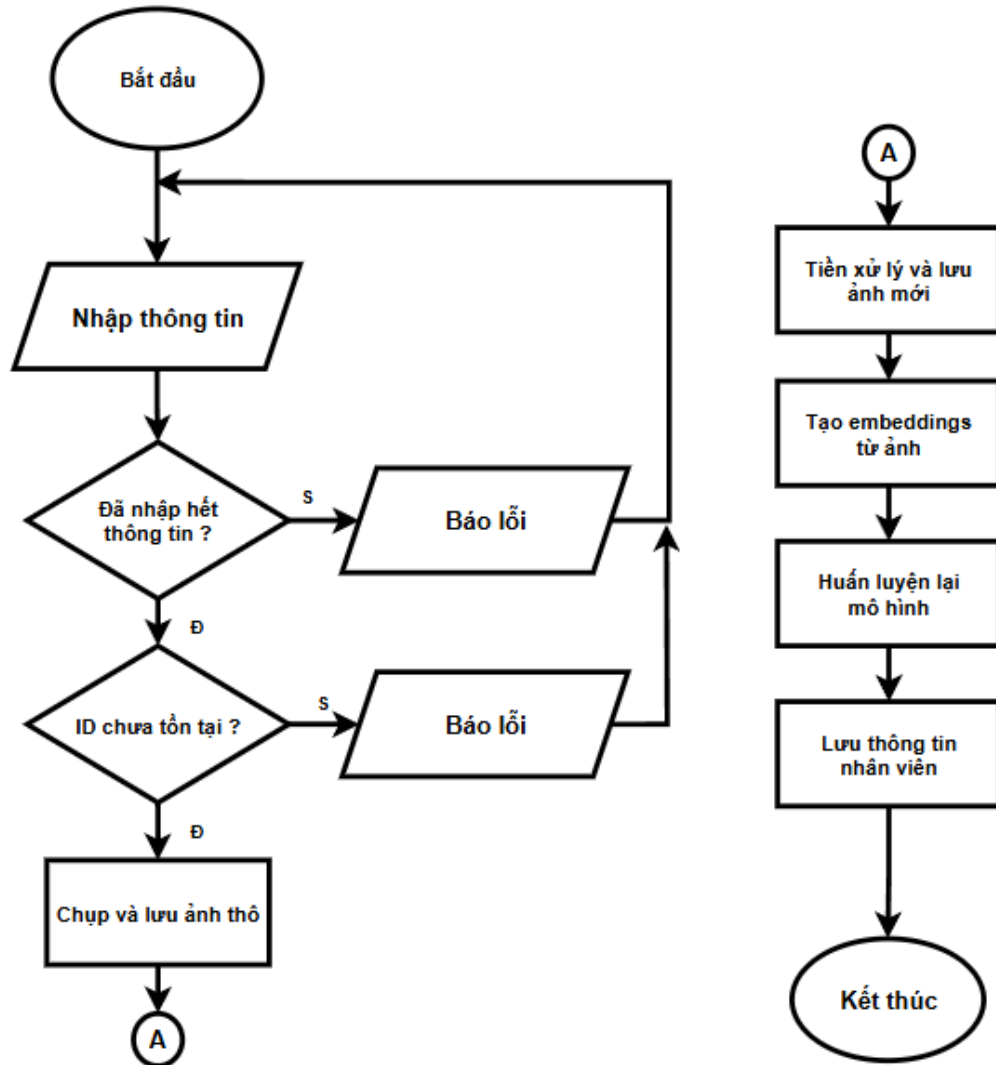 Bắt đầu
Nhập thông tin
Đã nhập hết
thông tin ?
S
Báo lỗi
Đ
ID chưa tồn tại ?
S
Báo lỗi
Đ
Chụp và lưu ảnh thô
A
A
Tiền xử lý và lưu
ảnh mới
Tạo embeddings
từ ảnh
Huấn luyện lại
mô hình
Lưu thông tin
nhân viên
Kết thúc